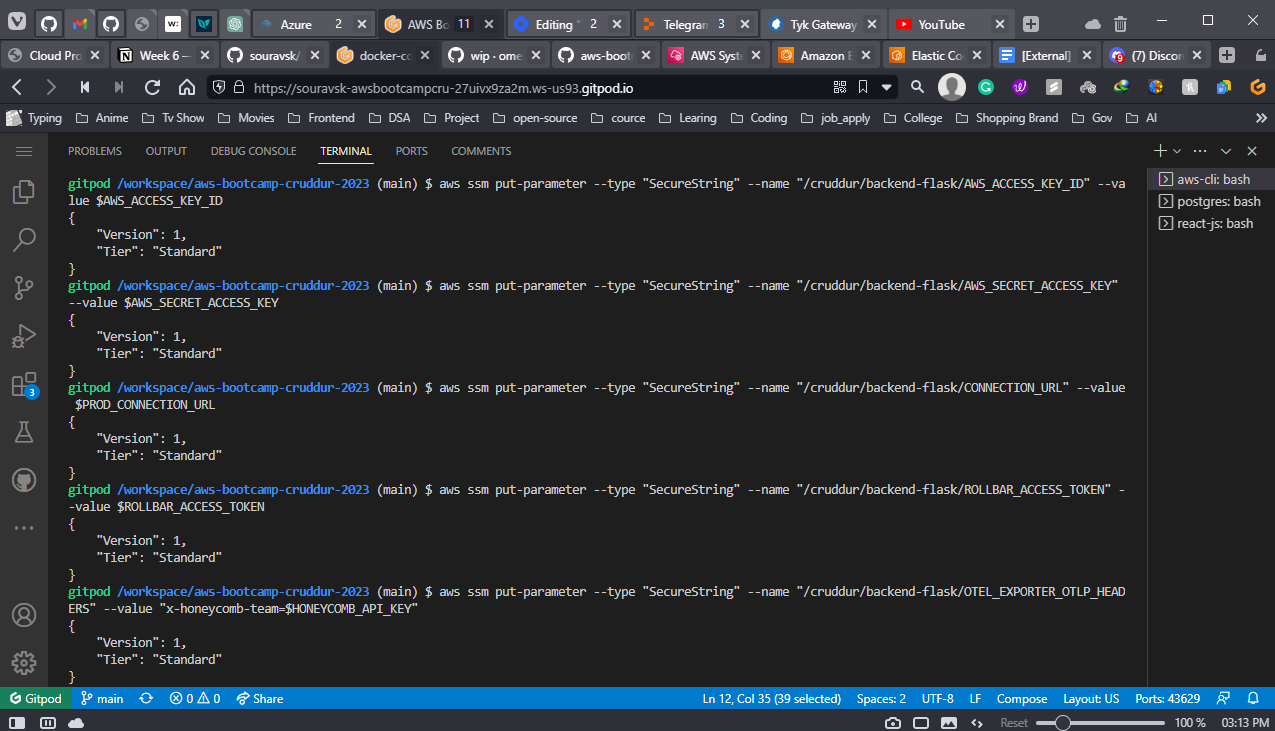 Azure 2 AWS Bo 11 Editing " 2 Telegram 3 Tyk Gateway YouTube
Cloud Pro Week 6 — souravsk/ docker-co wip · ome aws-boot AWS Syst Amazon E Elastic Co [External] (7) Discor
https://souravsk-awsbootcampcru-27uivx9za2m.ws-us93.gitpod.io
Typing Anime Tv Show Movies Frontend DSA Project open-source cource Learing Coding job_apply College Shopping Brand Gov AI
PROBLEMS OUTPUT DEBUG CONSOLE TERMINAL PORTS COMMENTS
gitpod /workspace/aws-bootcamp-cruddur-2023 (main) $ aws ssm put-parameter --type "SecureString" --name "/cruddur/backend-flask/AWS_ACCESS_KEY_ID" --va
lue $AWS_ACCESS_KEY_ID
{
"Version": 1,
"Tier": "Standard"
}
gitpod /workspace/aws-bootcamp-cruddur-2023 (main) $ aws ssm put-parameter --type "SecureString" --name "/cruddur/backend-flask/AWS_SECRET_ACCESS_KEY"
--value $AWS_SECRET_ACCESS_KEY
{
"Version": 1,
"Tier": "Standard"
}
gitpod /workspace/aws-bootcamp-cruddur-2023 (main) $ aws ssm put-parameter --type "SecureString" --name "/cruddur/backend-flask/CONNECTION_URL" --value
$PROD_CONNECTION_URL
{
"Version": 1,
"Tier": "Standard"
}
gitpod /workspace/aws-bootcamp-cruddur-2023 (main) $ aws ssm put-parameter --type "SecureString" --name "/cruddur/backend-flask/ROLLBAR_ACCESS_TOKEN" -
-value $ROLLBAR_ACCESS_TOKEN
{
"Version": 1,
"Tier": "Standard"
}
gitpod /workspace/aws-bootcamp-cruddur-2023 (main) $ aws ssm put-parameter --type "SecureString" --name "/cruddur/backend-flask/OTEL_EXPORTER_OTLP_HEAD
ERS" --value "x-honeycomb-team=$HONEYCOMB_API_KEY"
{
"Version": 1,
"Tier": "Standard"
}
aws-cli: bash
postgres: bash
react-js: bash
3
Gitpod main 0 0 Share Ln 12, Col 35 (39 selected) Spaces: 2 UTF-8 LF Compose Layout: US Ports: 43629
Reset 100 % 03:13 PM